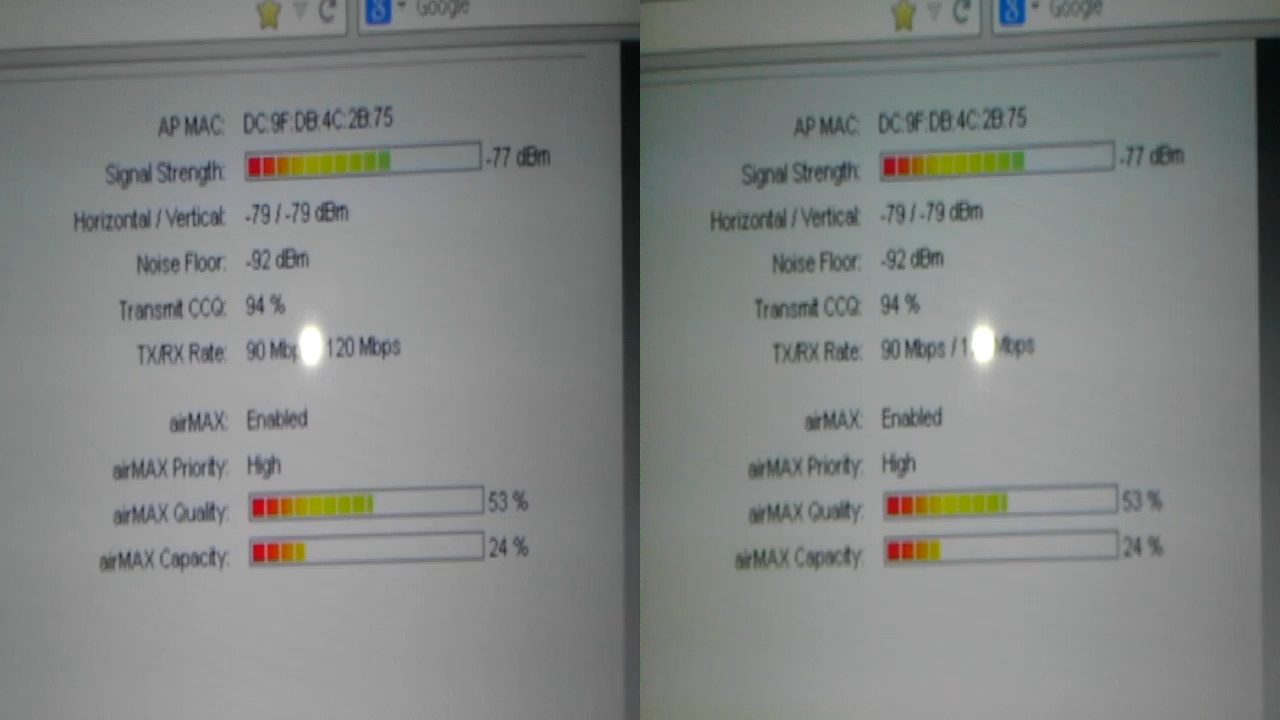 Google
AP MAC: DC:9F:DB:4C:2B:75
Signal Strength: -77 dBm
Horizontal / Vertical: -79 / -79 dBm
Noise Floor: -92 dBm
Transmit CCQ: 94 %
TX/RX Rate: 90 Mbp 120 Mbps
airMAX: Enabled
airMAX Priority: High
airMAX Quality: 53 %
airMAX Capacity: 24 %
Google
AP MAC: DC:9F:DB:4C:2B:75
Signal Strength: -77 dBm
Horizontal / Vertical: -79 / -79 dBm
Noise Floor: -92 dBm
Transmit CCQ: 94 %
TX/RX Rate: 90 Mbps / 1 Mbps
airMAX: Enabled
airMAX Priority: High
airMAX Quality: 53 %
airMAX Capacity: 24 %